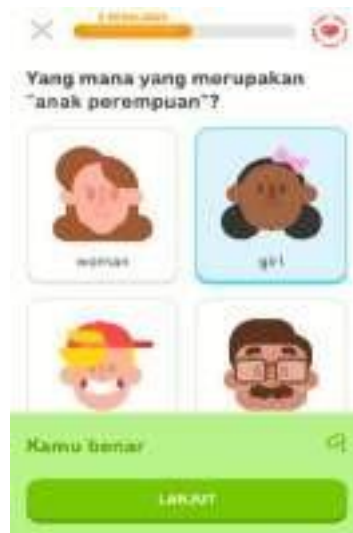 Yang mana yang merupakan
"anak perempuan"?
woman
girl
Kamu benar
LANJUT